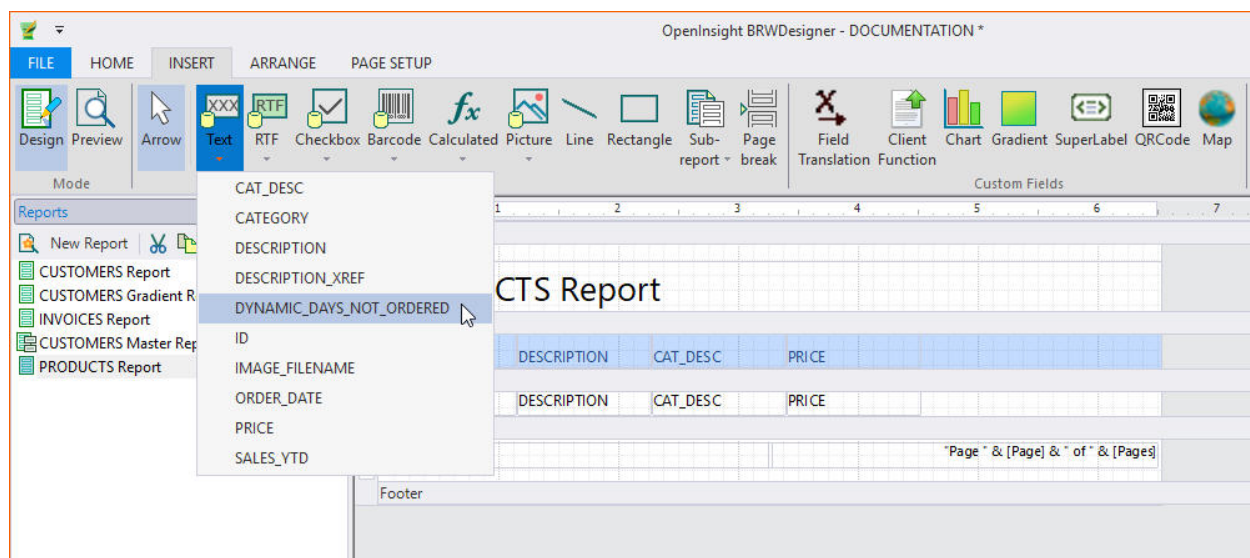 OpenInsight BRWDesigner - DOCUMENTATION *
FILE HOME INSERT ARRANGE PAGE SETUP
XXX RTF fx X
Design Preview Arrow Text RTF Checkbox Barcode Calculated Picture Line Rectangle Sub- Page Field Client Chart Gradient SuperLabel QRCode Map
report break Translation Function
Mode Custom Fields
CAT_DESC
CATEGORY
DESCRIPTION
DESCRIPTION_XREF
DYNAMIC_DAYS_NOT_ORDERED
ID
IMAGE_FILENAME
ORDER_DATE
PRICE
SALES_YTD
Reports
New Report
CUSTOMERS Report
CUSTOMERS Gradient R
INVOICES Report
CUSTOMERS Master Rep
PRODUCTS Report
1 2 3 4 5 6 7
CTS Report
DESCRIPTION CAT_DESC PRICE
DESCRIPTION CAT_DESC PRICE
"Page " & [Page] & " of " & [Pages]
Footer